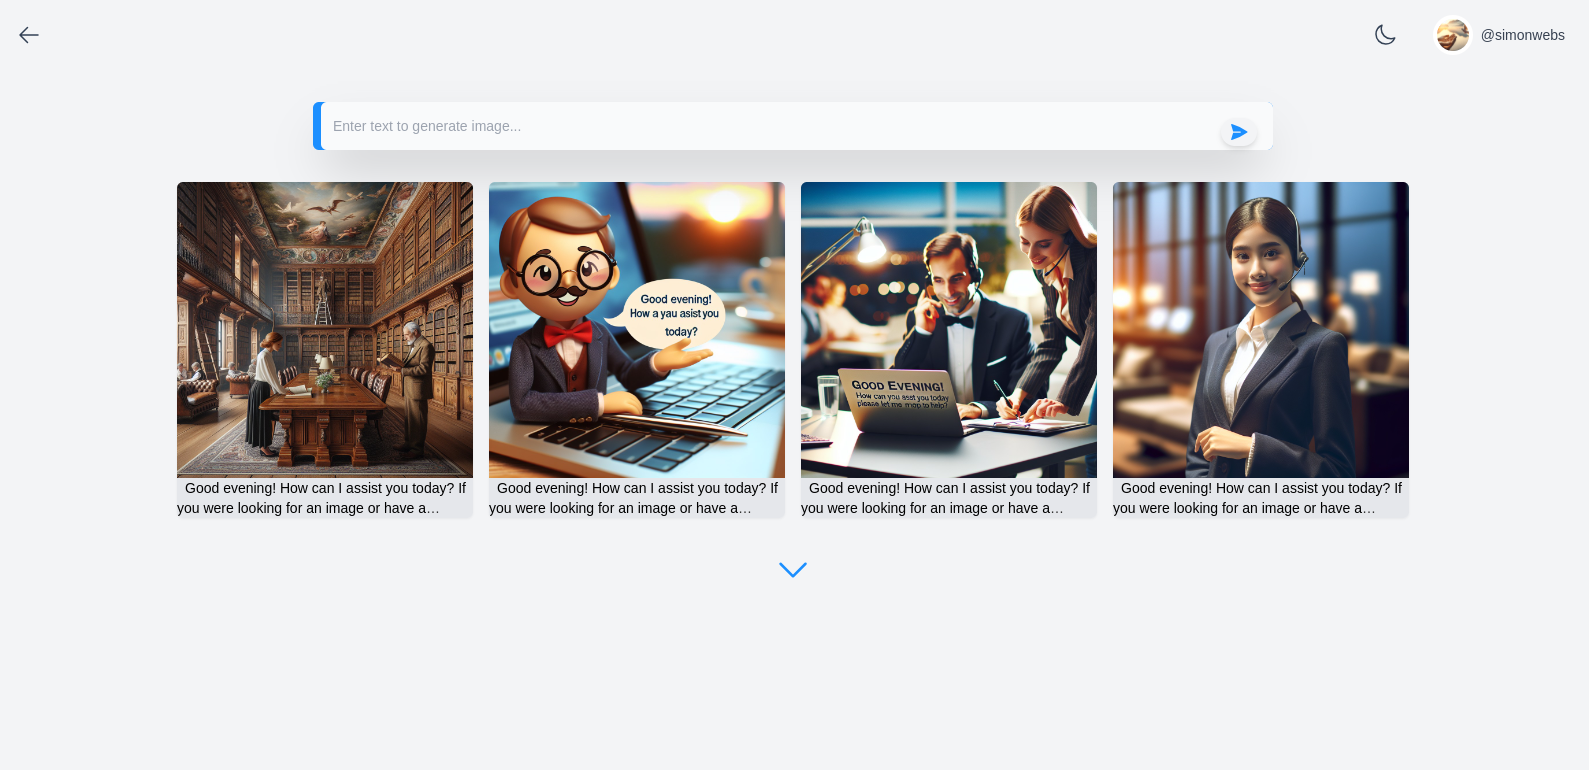 @simonwebs
Enter text to generate image...
Good evening!
How a yau asist you
today?
GOOD EVENING!
How can you asst you today
please let me
to help?
Good evening! How can I assist you today? If
you were looking for an image or have a...
Good evening! How can I assist you today? If
you were looking for an image or have a...
Good evening! How can I assist you today? If
you were looking for an image or have a...
Good evening! How can I assist you today? If
you were looking for an image or have a...